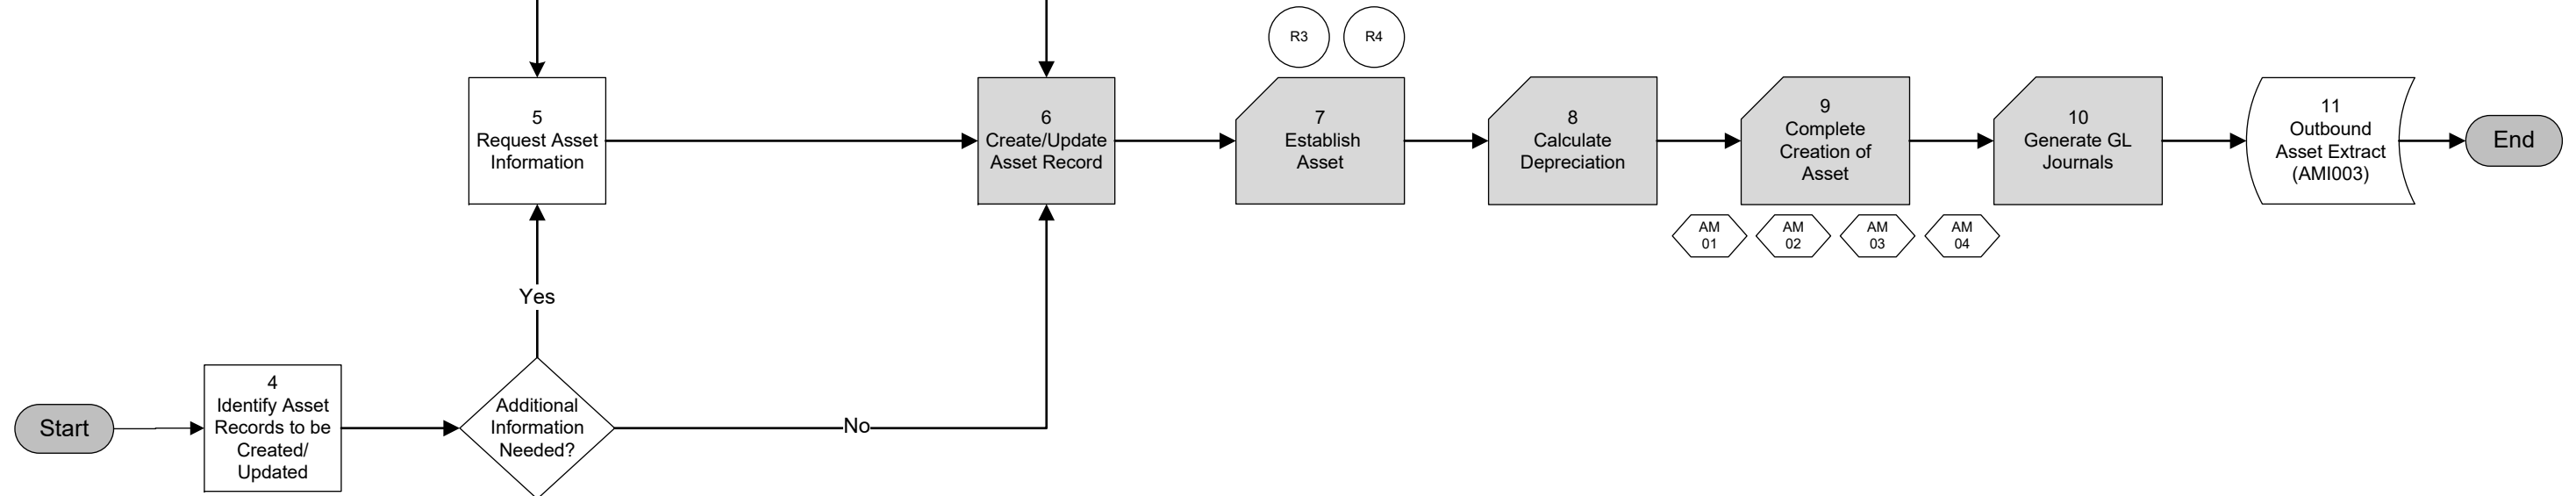 R3
R4
5
Request Asset
Information
6
Create/Update
Asset Record
7
Establish
Asset
8
Calculate
Depreciation
9
Complete
Creation of
Asset
10
Generate GL
Journals
11
Outbound
Asset Extract
(AMI003)
End
AM
01
AM
02
AM
03
AM
04
Yes
Start
4
Identify Asset
Records to be
Created/
Updated
Additional
Information
Needed?
No